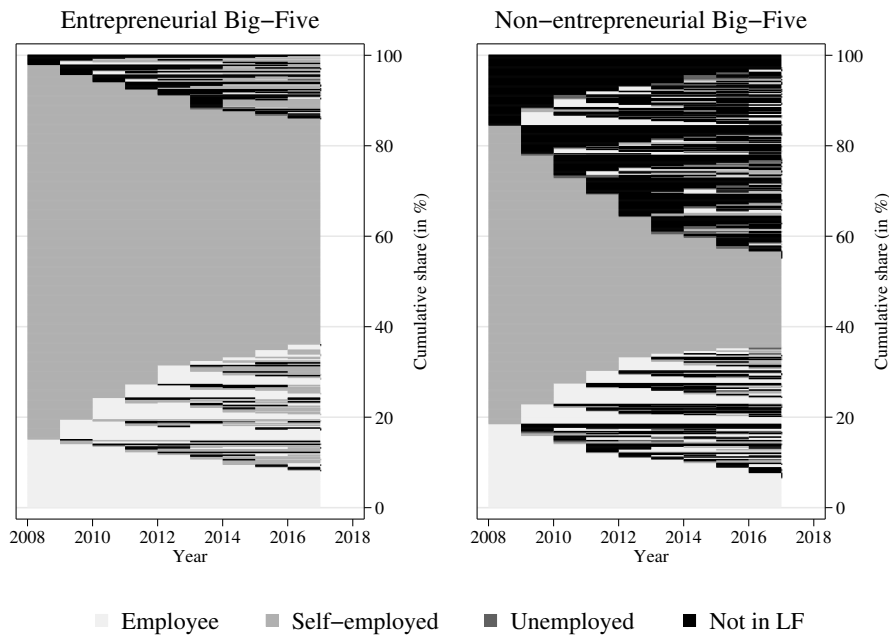 Entrepreneurial Big−Five
Non−entrepreneurial Big−Five
100
80
60
40
20
0
Cumulative share (in %)
2008 2010 2012 2014 2016 2018
Year
100
80
60
40
20
0
Cumulative share (in %)
2008 2010 2012 2014 2016 2018
Year
Employee Self−employed Unemployed Not in LF